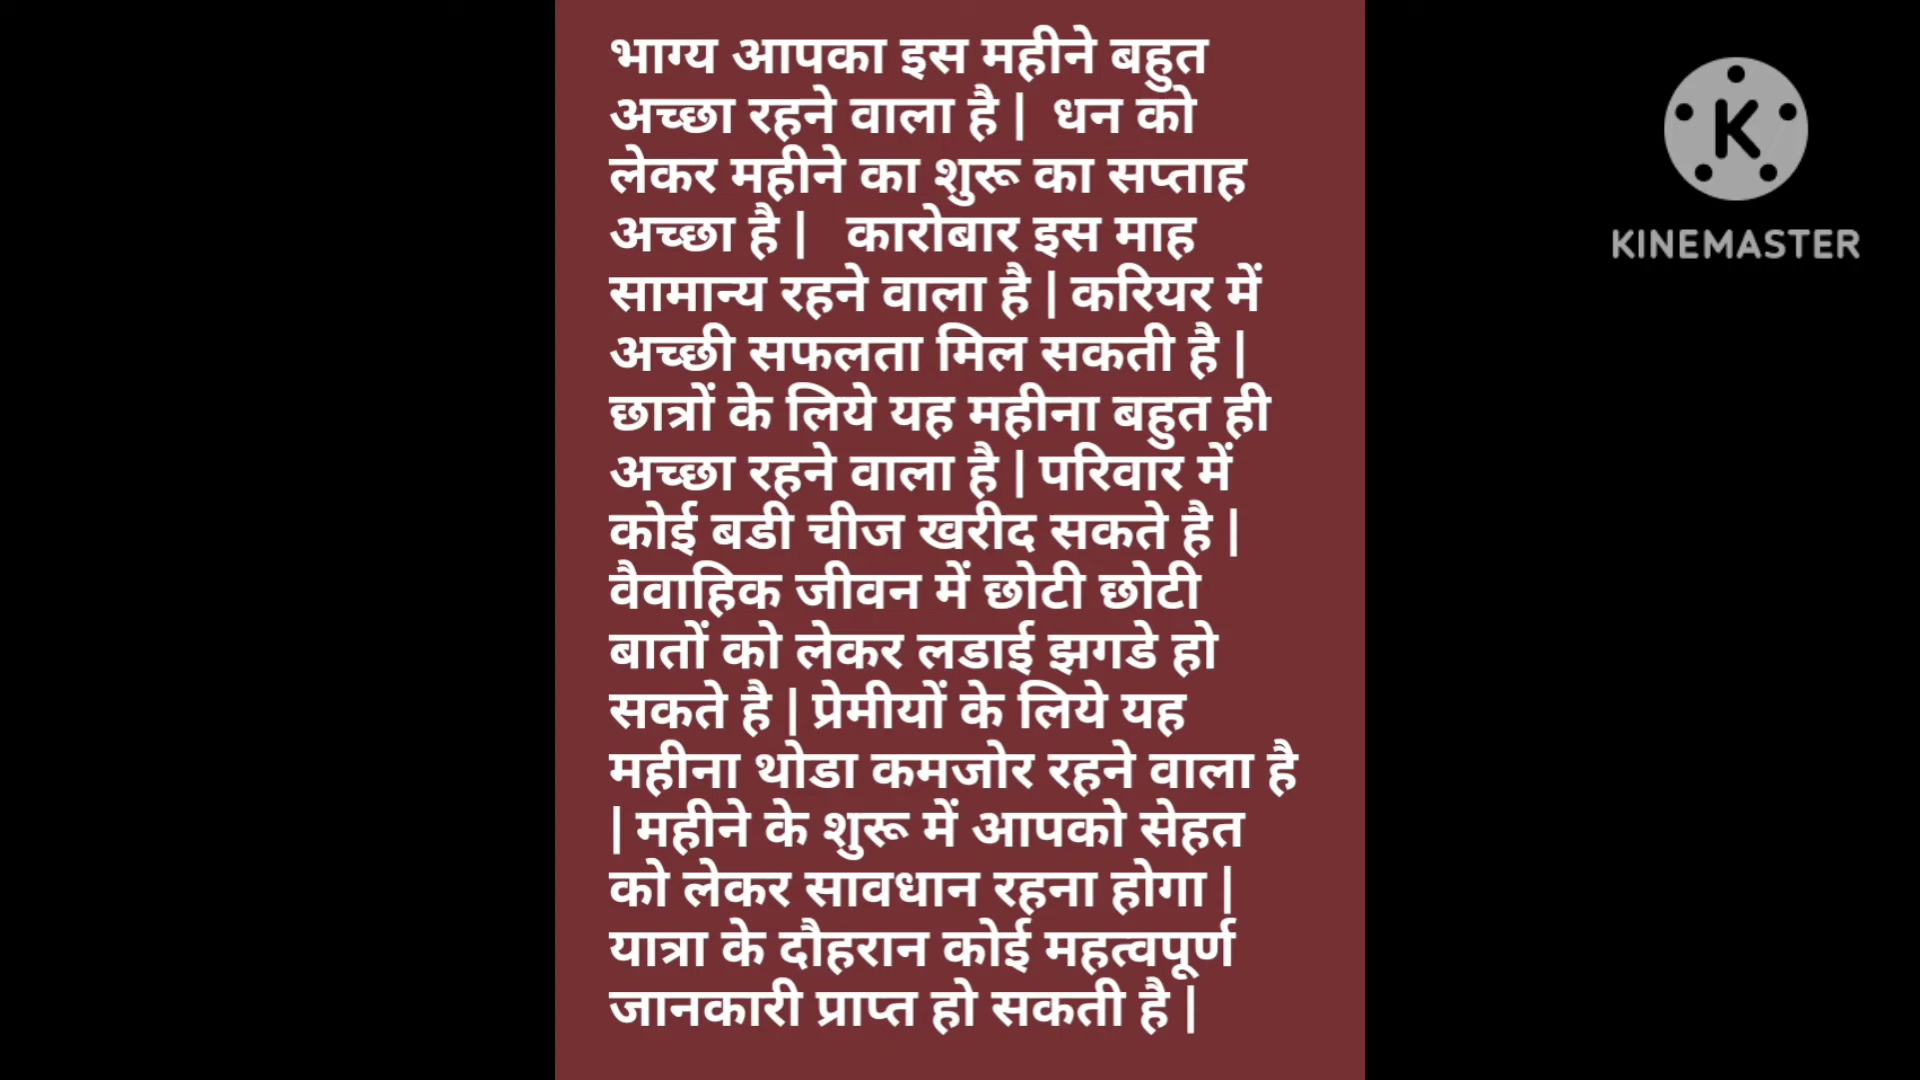 भाग्य आपका इस महीने बहुत
अच्छा रहने वाला है | धन को
लेकर महीने का शुरू का सप्ताह
अच्छा है | कारोबार इस माह
सामान्य रहने वाला है | करियर में
अच्छी सफलता मिल सकती है |
छात्रों के लिये यह महीना बहुत ही
अच्छा रहने वाला है | परिवार में
कोई बडी चीज खरीद सकते है |
वैवाहिक जीवन में छोटी छोटी
बातों को लेकर लडाई झगडे हो
सकते है | प्रेमीयों के लिये यह
महीना थोडा कमजोर रहने वाला है
| महीने के शुरू में आपको सेहत
को लेकर सावधान रहना होगा |
यात्रा के दौहरान कोई महत्वपूर्ण
जानकारी प्राप्त हो सकती है |
K
KINEMASTER